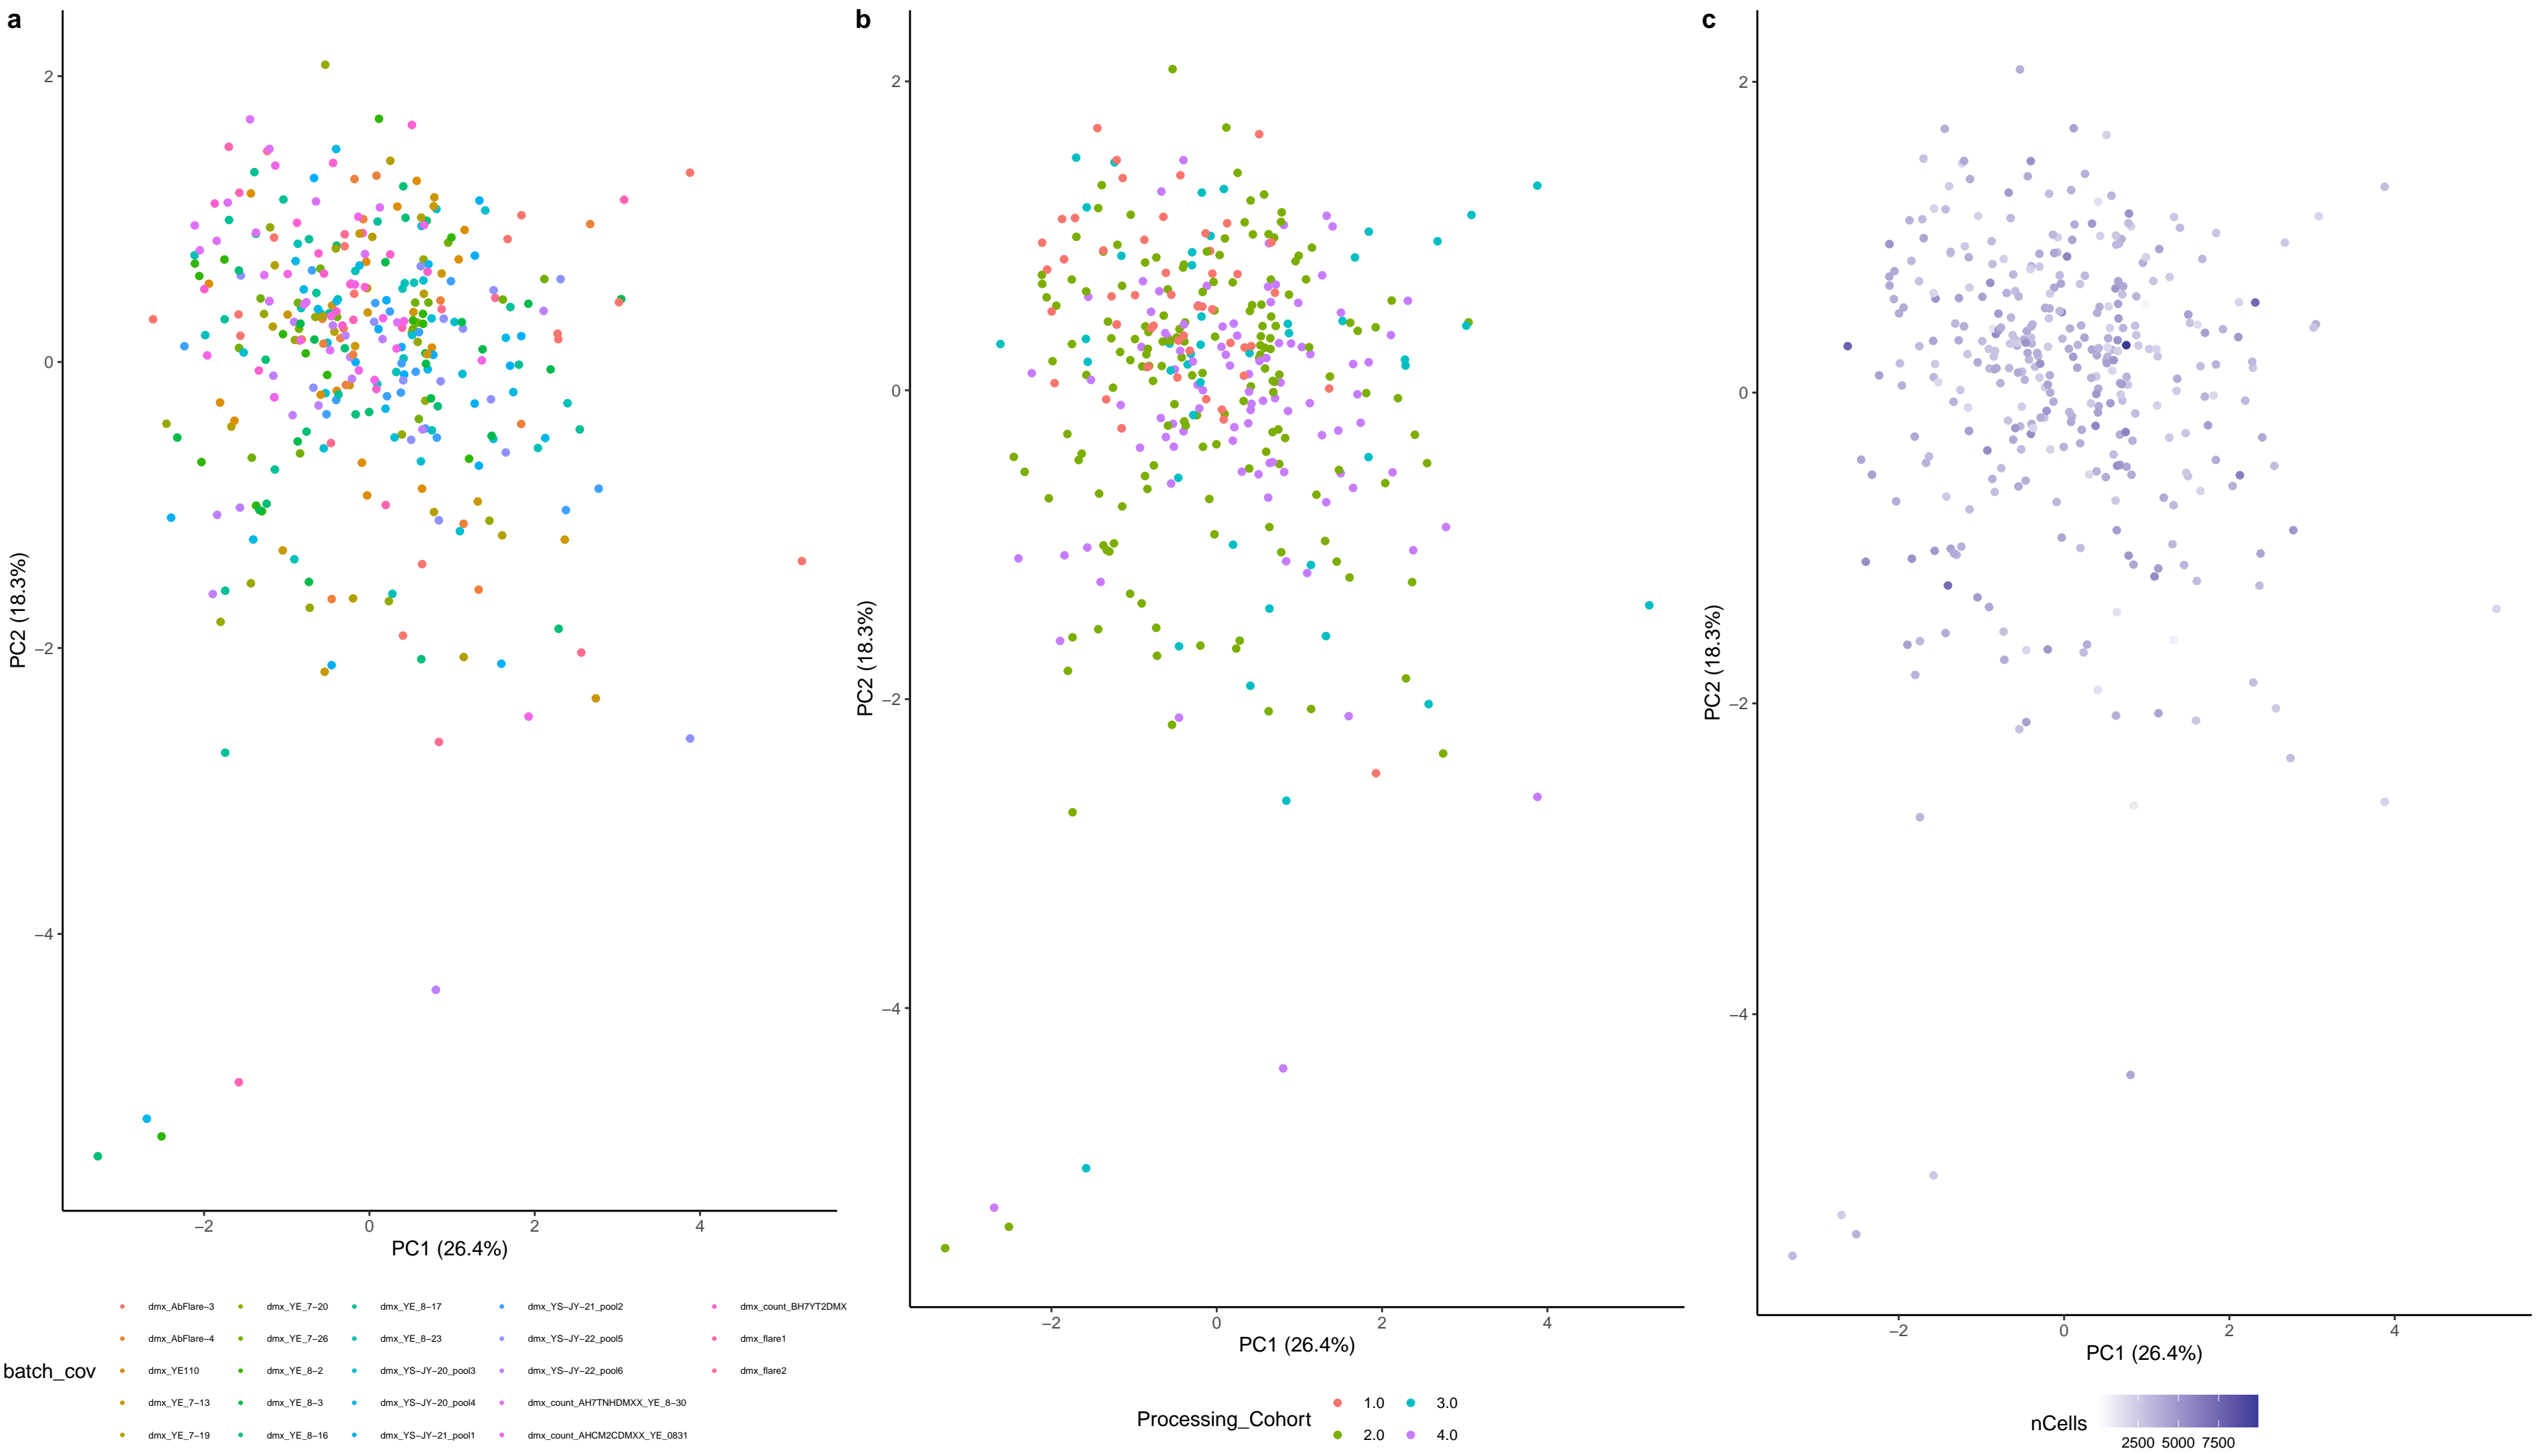 a
b
c
2
0
−2
−4
PC2 (18.3%)
−2
0
2
4
PC1 (26.4%)
2
0
−2
−4
PC2 (18.3%)
−2
0
2
4
PC1 (26.4%)
2
0
−2
−4
PC2 (18.3%)
−2
0
2
4
PC1 (26.4%)
batch_cov
dmx_AbFlare−3
dmx_AbFlare−4
dmx_YE110
dmx_YE_7−13
dmx_YE_7−19
dmx_YE_7−20
dmx_YE_7−26
dmx_YE_8−2
dmx_YE_8−3
dmx_YE_8−16
dmx_YE_8−17
dmx_YE_8−23
dmx_YS−JY−20_pool3
dmx_YS−JY−20_pool4
dmx_YS−JY−21_pool1
dmx_YS−JY−21_pool2
dmx_YS−JY−22_pool5
dmx_YS−JY−22_pool6
dmx_count_AH7TNHDMXX_YE_8−30
dmx_count_AHCM2CDMXX_YE_0831
dmx_count_BH7YT2DMX
dmx_flare1
dmx_flare2
Processing_Cohort
1.0
2.0
3.0
4.0
nCells
2500 5000 7500